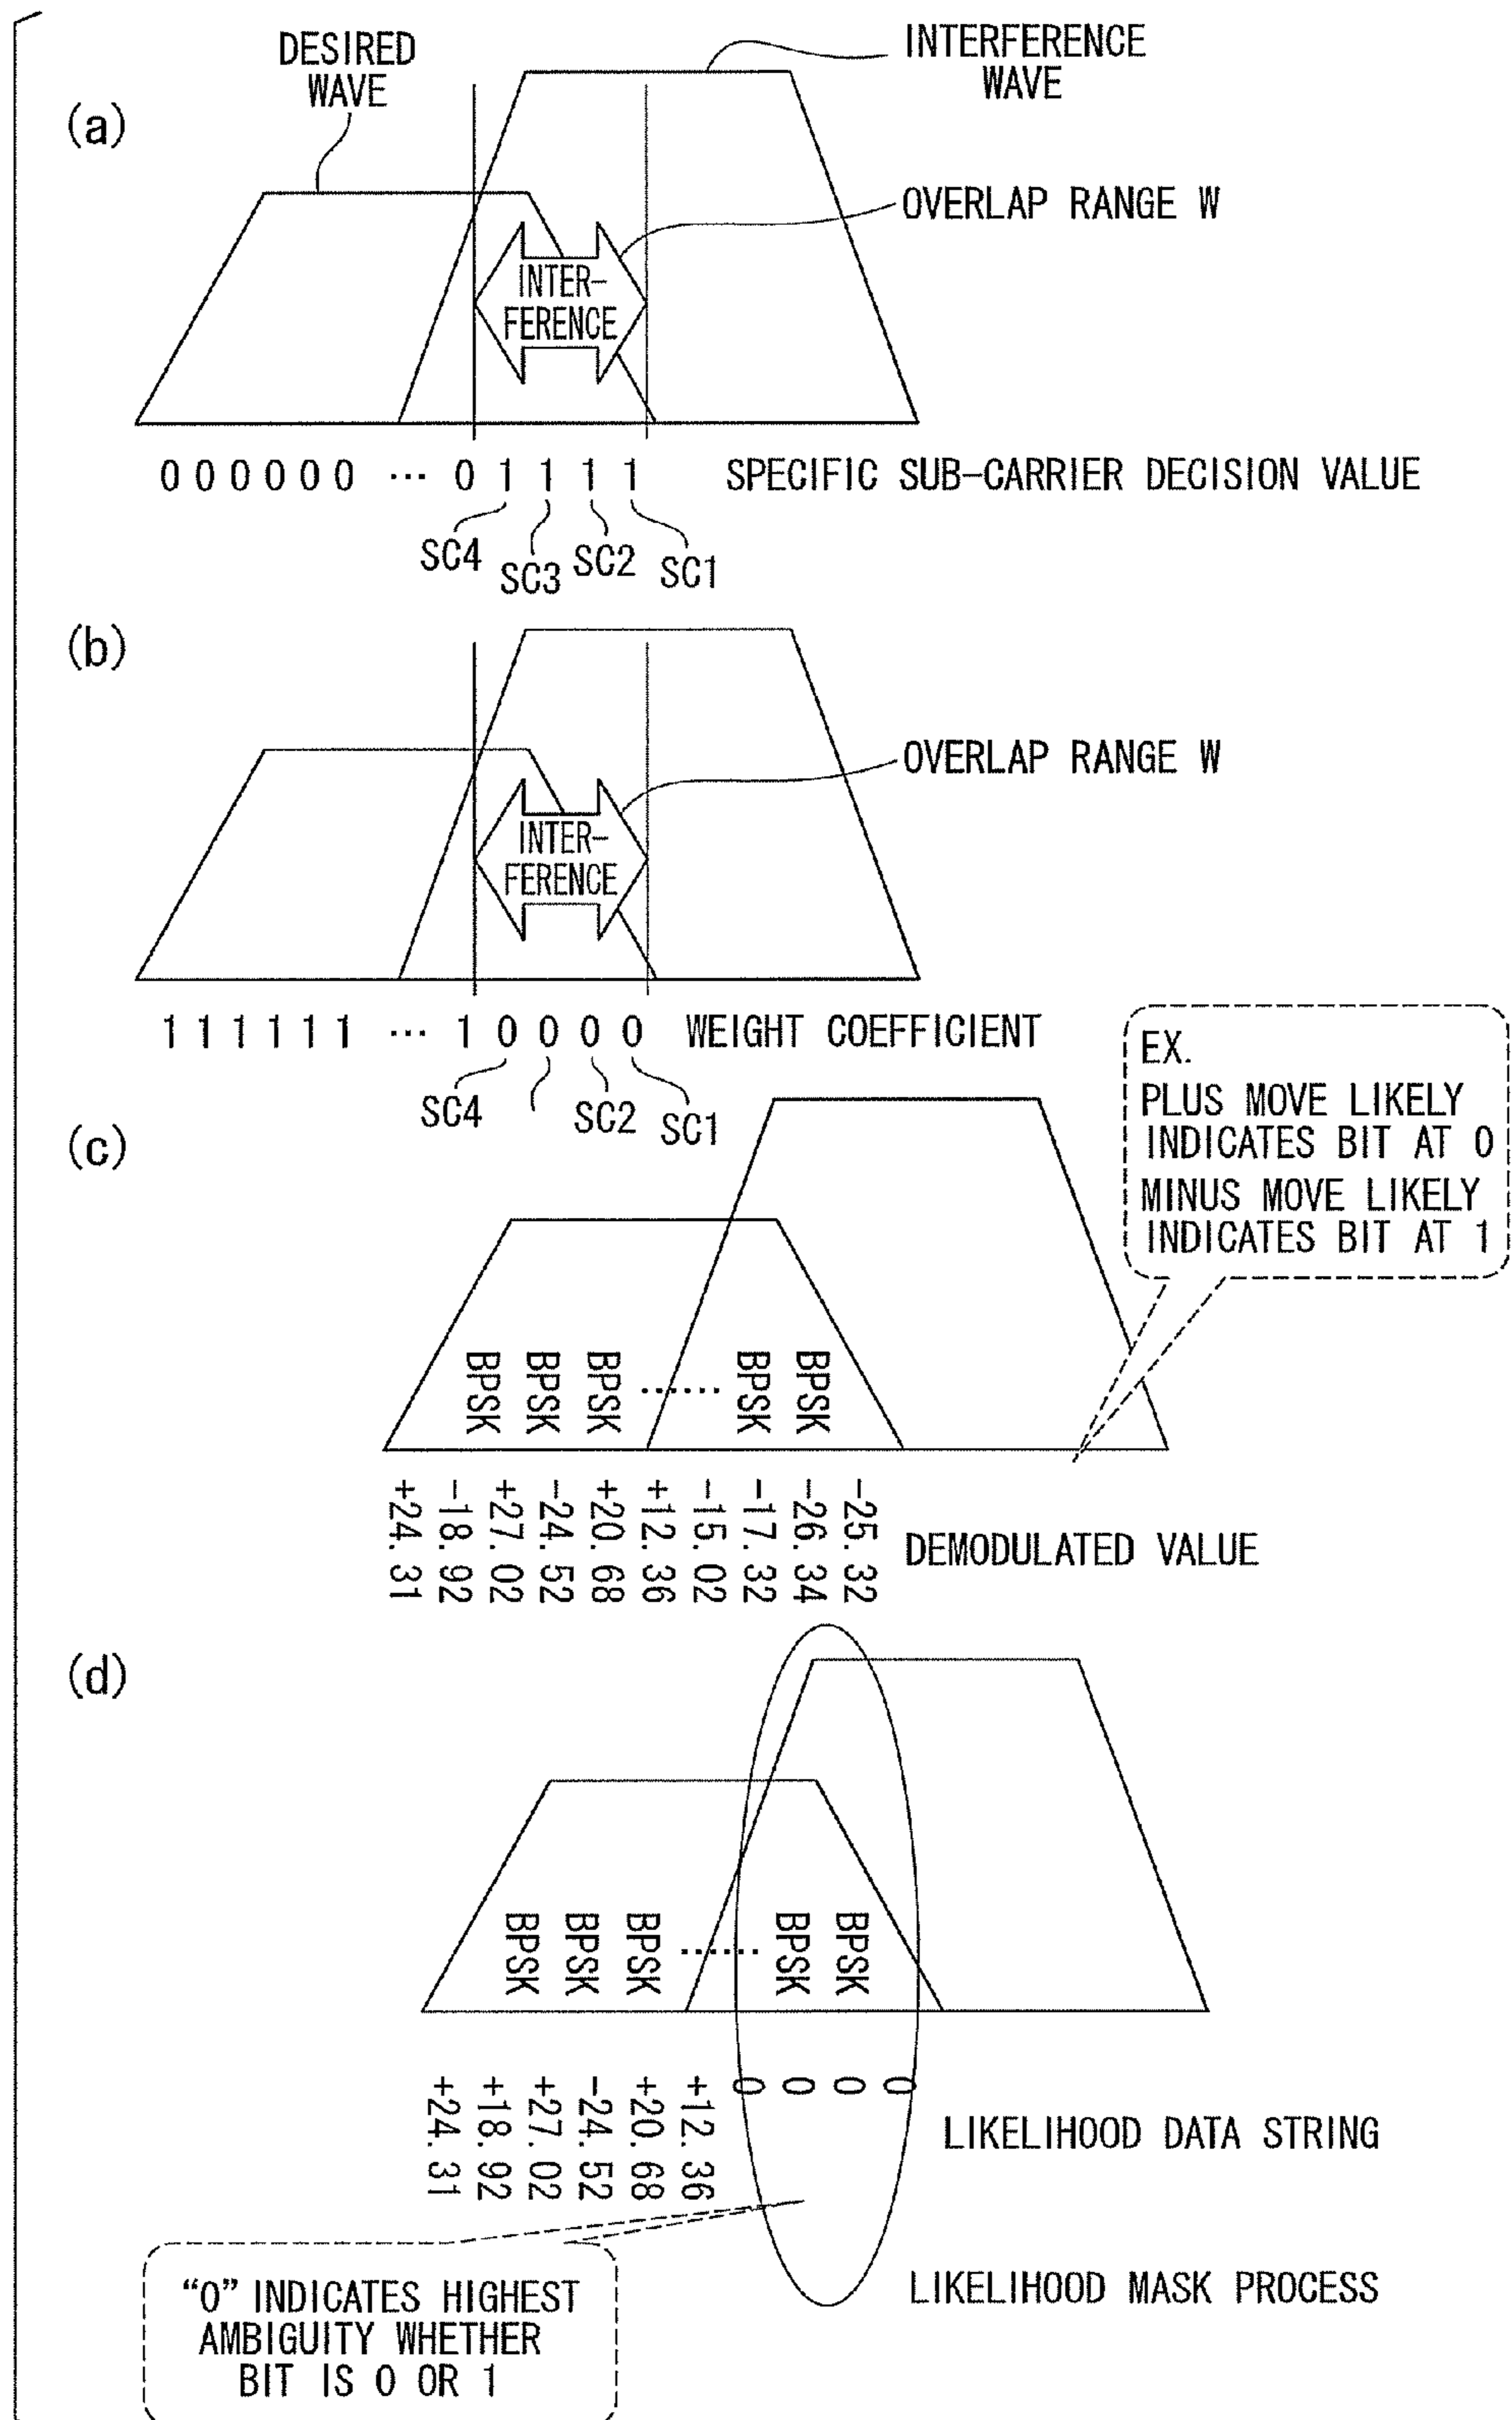 (a)
DESIRED
WAVE
INTERFERENCE
WAVE
OVERLAP RANGE W
INTER-
FERENCE
0 0 0 0 0 0 ··· 0 1 1 1 1 SPECIFIC SUB-CARRIER DECISION VALUE
SC4 SC3 SC2 SC1
(b)
OVERLAP RANGE W
INTER-
FERENCE
1 1 1 1 1 1 ··· 1 0 0 0 0 WEIGHT COEFFICIENT
SC4 SC2 SC1
(c)
EX.
PLUS MOVE LIKELY
INDICATES BIT AT 0
MINUS MOVE LIKELY
INDICATES BIT AT 1
BPSK
BPSK
BPSK
······
BPSK
BPSK
+24.31
-18.92
+27.02
-24.52
+20.68
+12.36
-15.02
-17.32
-26.34
-25.32
DEMODULATED VALUE
(d)
BPSK
BPSK
BPSK
······
BPSK
BPSK
+24.31
+18.92
+27.02
-24.52
+20.68
+12.36
0
0
0
0
LIKELIHOOD DATA STRING
LIKELIHOOD MASK PROCESS
“0” INDICATES HIGHEST
AMBIGUITY WHETHER
BIT IS 0 OR 1